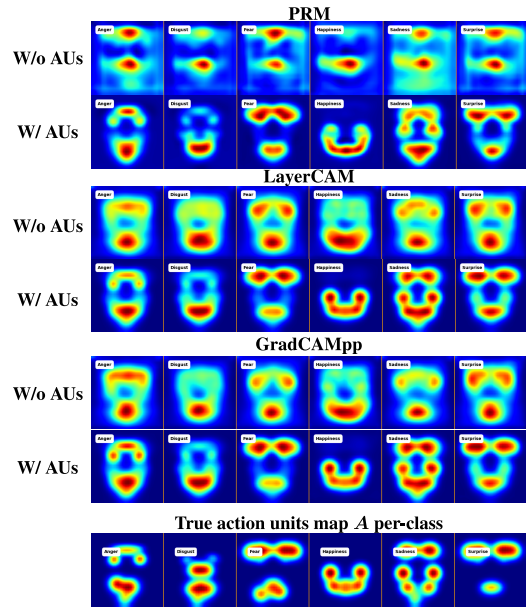 PRM
W/o AUs
Anger Disgust Fear Happiness Sadness Surprise
W/ AUs
Anger Disgust Fear Happiness Sadness Surprise
LayerCAM
W/o AUs
Anger Disgust Fear Happiness Sadness Surprise
W/ AUs
Anger Disgust Fear Happiness Sadness Surprise
GradCAMpp
W/o AUs
Anger Disgust Fear Happiness Sadness Surprise
W/ AUs
Anger Disgust Fear Happiness Sadness Surprise
True action units map A per-class
Anger Disgust Fear Happiness Sadness Surprise